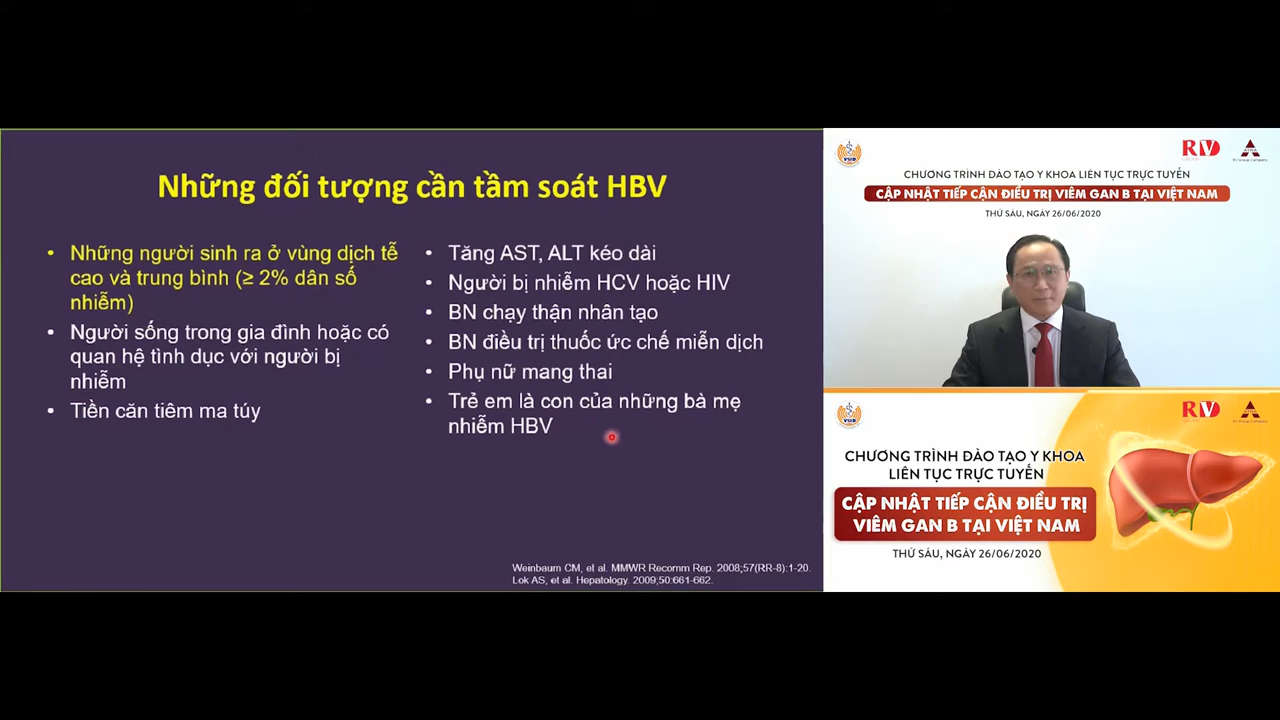 Những đối tượng cần tầm soát HBV
• Những người sinh ra ở vùng dịch tễ
cao và trung bình (≥ 2% dân số
nhiễm)
• Người sống trong gia đình hoặc có
quan hệ tình dục với người bị
nhiễm
• Tiền căn tiêm ma túy
• Tăng AST, ALT kéo dài
• Người bị nhiễm HCV hoặc HIV
• BN chạy thận nhân tạo
• BN điều trị thuốc ức chế miễn dịch
• Phụ nữ mang thai
• Trẻ em là con của những bà mẹ
nhiễm HBV
Weinbaum CM, et al. MMWR Recomm Rep. 2008;57(RR-8):1-20.
Lok AS, et al. Hepatology. 2009;50:661-662.
RV
CHƯƠNG TRÌNH ĐÀO TẠO Y KHOA LIÊN TỤC TRỰC TUYẾN
CẬP NHẬT TIẾP CẬN ĐIỀU TRỊ VIÊM GAN B TẠI VIỆT NAM
THỨ SÁU, NGÀY 26/06/2020
RV
CHƯƠNG TRÌNH ĐÀO TẠO Y KHOA
LIÊN TỤC TRỰC TUYẾN
CẬP NHẬT TIẾP CẬN ĐIỀU TRỊ
VIÊM GAN B TẠI VIỆT NAM
THỨ SÁU, NGÀY 26/06/2020